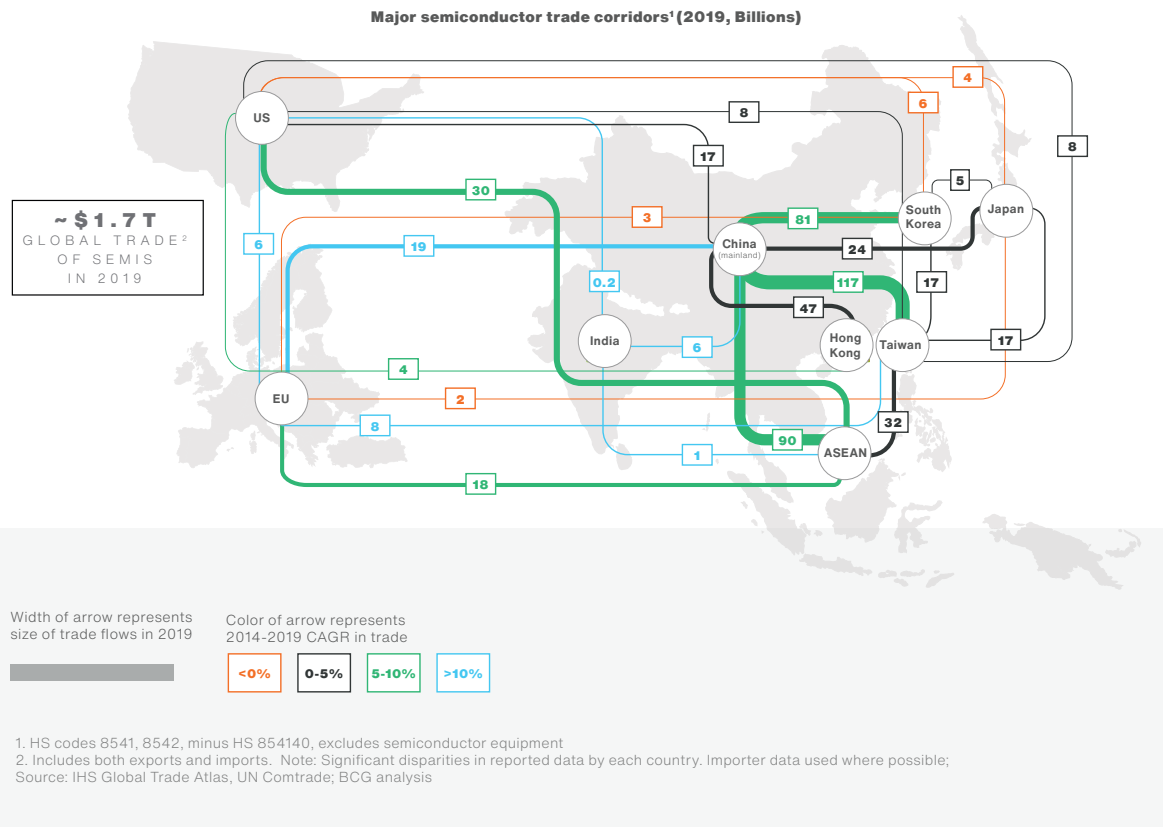 Major semiconductor trade corridors¹ (2019, Billions)
4
6
8
8
US
17
5
30
South
Korea
Japan
~$1.7T
GLOBAL TRADE²
OF SEMIS
IN 2019
3
81
6
19
China
(mainland)
24
0.2
117
17
47
India
6
Hong
Kong
Taiwan
17
4
EU
2
8
32
90
1
ASEAN
18
Width of arrow represents
size of trade flows in 2019
Color of arrow represents
2014-2019 CAGR in trade
<0%
0-5%
5-10%
>10%
1. HS codes 8541, 8542, minus HS 854140, excludes semiconductor equipment
2. Includes both exports and imports. Note: Significant disparities in reported data by each country. Importer data used where possible;
Source: IHS Global Trade Atlas, UN Comtrade; BCG analysis